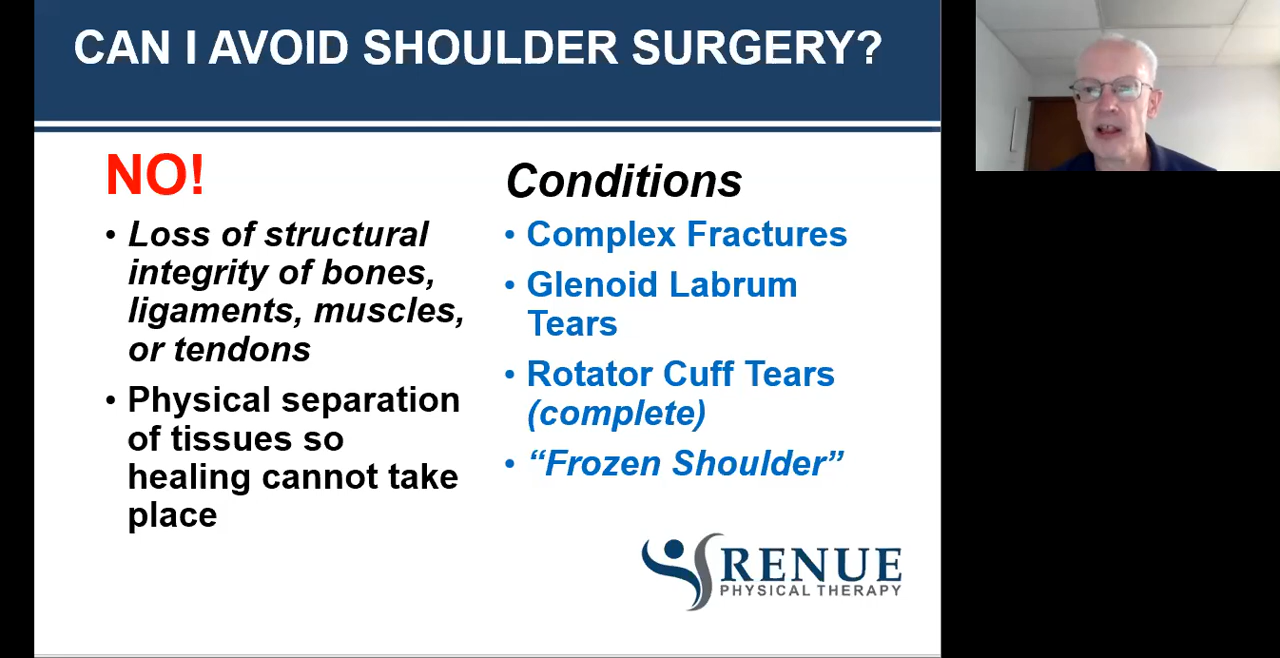 CAN I AVOID SHOULDER SURGERY?
NO!
• Loss of structural
integrity of bones,
ligaments, muscles,
or tendons
• Physical separation
of tissues so
healing cannot take
place
Conditions
• Complex Fractures
• Glenoid Labrum
Tears
• Rotator Cuff Tears
(complete)
• “Frozen Shoulder”
RENUE
PHYSICAL THERAPY